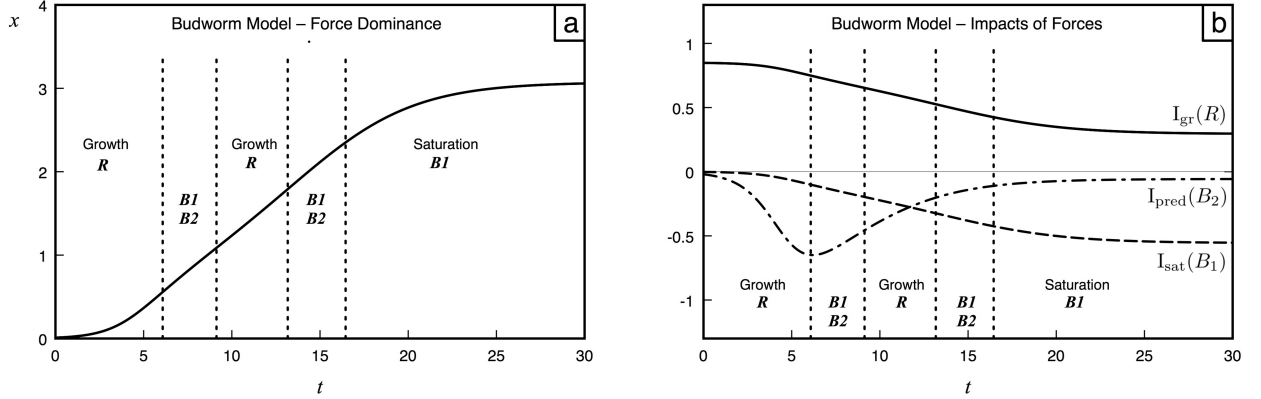 Budworm Model – Force Dominance
a
x
4
3
2
1
0
Growth
R
B1
B2
Growth
R
B1
B2
Saturation
B1
0 5 10 15 20 25 30
t
Budworm Model – Impacts of Forces
b
1
0.5
0
-0.5
-1
Igr(R)
Ipred(B2)
Isat(B1)
Growth
R
B1
B2
Growth
R
B1
B2
Saturation
B1
0 5 10 15 20 25 30
t